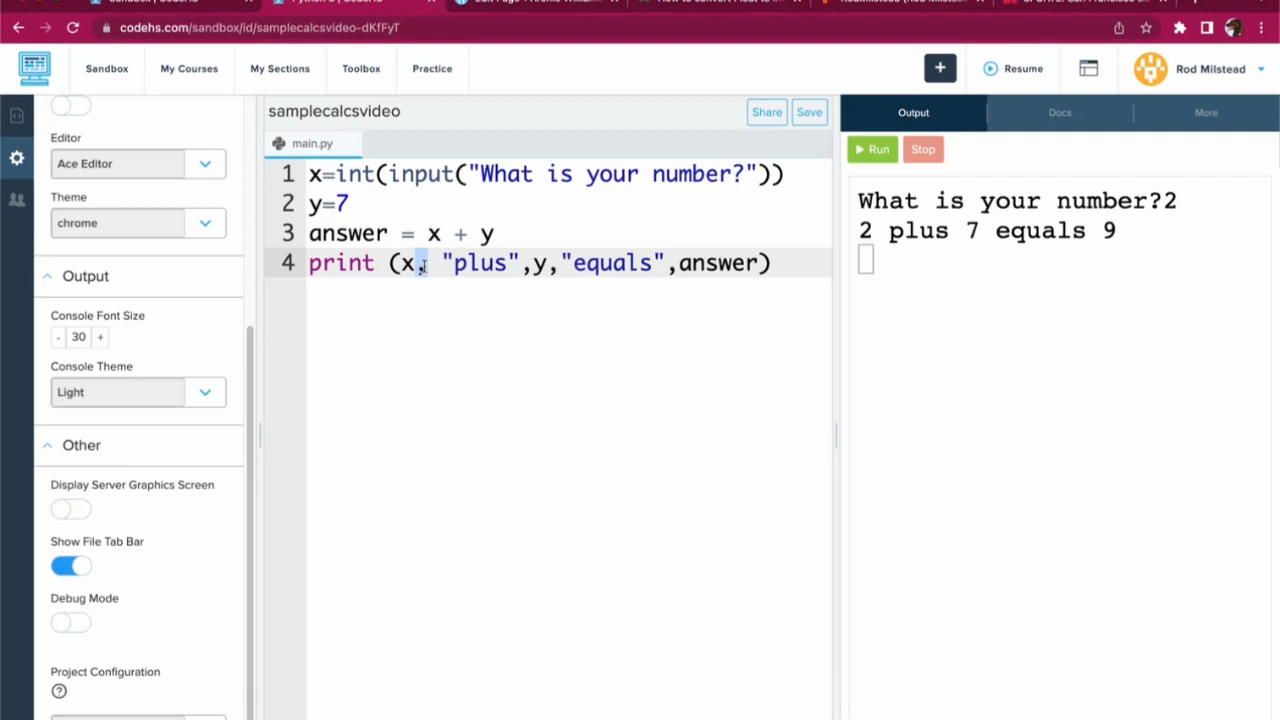 codehs.com/sandbox/id/samplecalcsvideo-dKfFyT
Sandbox My Courses My Sections Toolbox Practice + Resume Rod Milstead
Editor
Ace Editor
Theme
chrome
Output
Console Font Size
- 30 +
Console Theme
Light
Other
Display Server Graphics Screen
Show File Tab Bar
Debug Mode
Project Configuration
samplecalcsvideo Share Save
main.py
1 x=int(input("What is your number?"))
2 y=7
3 answer = x + y
4 print (x, "plus",y,"equals",answer)
Output Docs More
Run Stop
What is your number?2
2 plus 7 equals 9